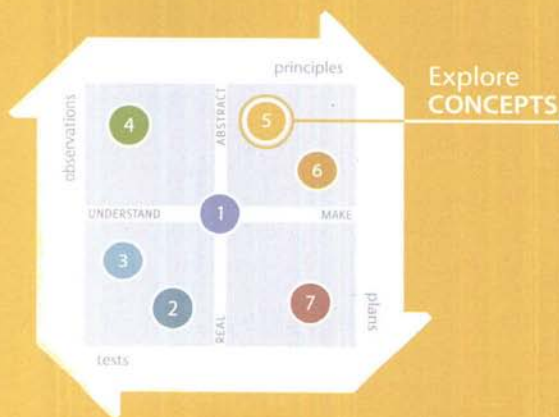 principles
Explore
CONCEPTS
observations
ABSTRACT
4
5
6
UNDERSTAND
1
MAKE
3
2
7
REAL
plans
tests